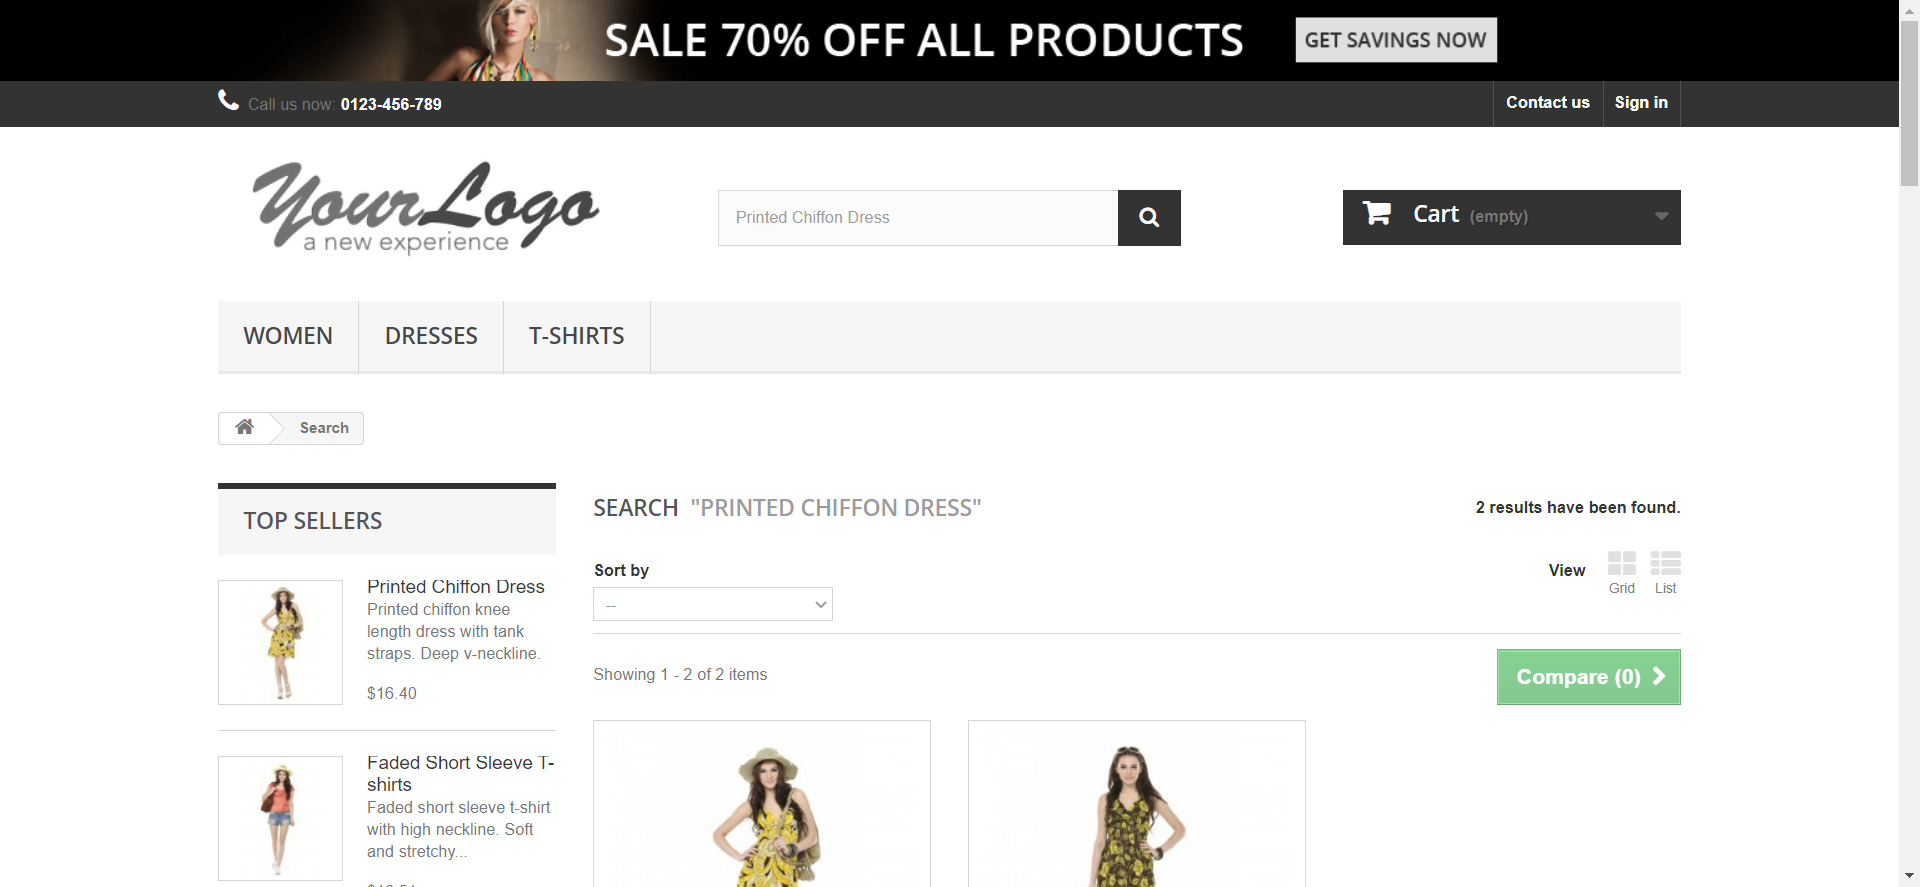 SALE 70% OFF ALL PRODUCTS GET SAVINGS NOW
Call us now: 0123-456-789
Contact us
Sign in
YourLogo
a new experience
Printed Chiffon Dress
Cart (empty)
WOMEN
DRESSES
T-SHIRTS
Search
TOP SELLERS
Printed Chiffon Dress
Printed chiffon knee
length dress with tank
straps. Deep v-neckline.
$16.40
Faded Short Sleeve T-
shirts
Faded short sleeve t-shirt
with high neckline. Soft
and stretchy...
SEARCH "PRINTED CHIFFON DRESS"
2 results have been found.
Sort by
--
View
Grid
List
Showing 1 - 2 of 2 items
Compare (0)